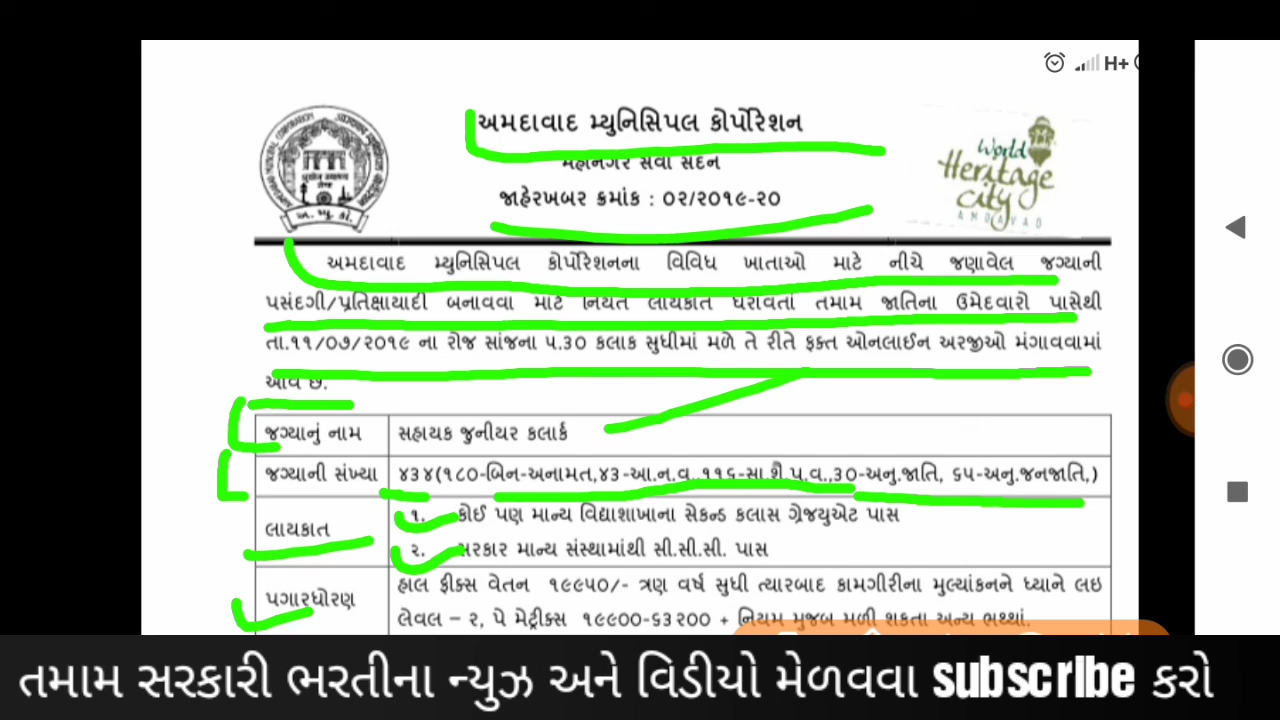 H+
અમદાવાદ મ્યુનિસિપલ કોર્પોરેશન
મહાનગર સેવા સદન
જાહેરખબર ક્રમાંક : ૦૨/૨૦૧૯-૨૦
World
Heritage
city
AMDAVAD
અ. મ્યુ. કો.
અમદાવાદ મ્યુનિસિપલ કોર્પોરેશનના વિવિધ ખાતાઓ માટે નીચે જણાવેલ જગ્યાની
પસંદગી/પ્રતિક્ષાયાદી બનાવવા માટે નિયત લાયકાત ધરાવતા તમામ જાતિના ઉમેદવારો પાસેથી
તા.૧૧/૦૭/૨૦૧૯ ના રોજ સાંજના ૫.૩૦ કલાક સુધીમાં મળે તે રીતે ફક્ત ઓનલાઈન અરજીઓ મંગાવવામાં
આવે છે.
જગ્યાનું નામ સહાયક જુનીયર કલાર્ક
જગ્યાની સંખ્યા ૪૩૪(૧૮૦-બિન-અનામત,૪૩-આ.ન.વ.,૧૧૬-સા.શૈ.પ.વ.,૩૦-અનુ.જાતિ, ૬૫-અનુ.જનજાતિ,)
લાયકાત ૧. કોઈ પણ માન્ય વિદ્યાશાખાના સેકન્ડ કલાસ ગ્રેજયુએટ પાસ
૨. સરકાર માન્ય સંસ્થામાંથી સી.સી.સી. પાસ
પગારધોરણ હાલ ફીક્સ વેતન ૧૯૯૫૦/- ત્રણ વર્ષ સુધી ત્યારબાદ કામગીરીના મુલ્યાંકનને ધ્યાને લઇ
લેવલ – ૨, પે મેટ્રીક્સ ૧૯૯૦૦-૬૩૨૦૦ + નિયમ મુજબ મળી શકતા અન્ય ભથ્થાં.
તમામ સરકારી ભરતીના ન્યુઝ અને વિડીયો મેળવવા subscribe કરો